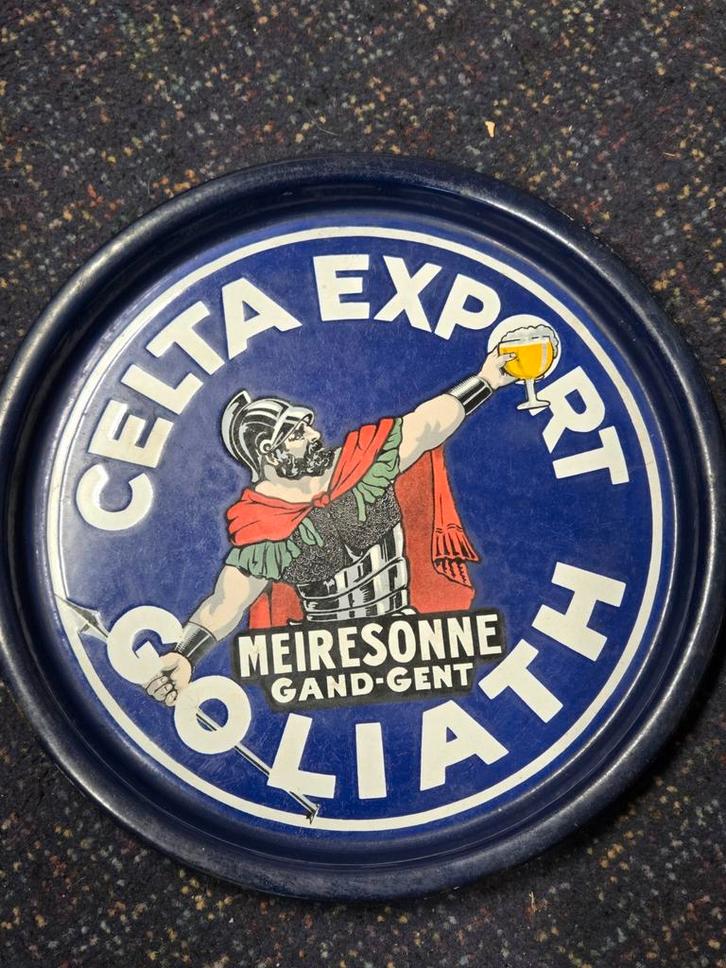 CELTA EXPORT
MEIRESONNE
GAND-GENT
GOLIATH